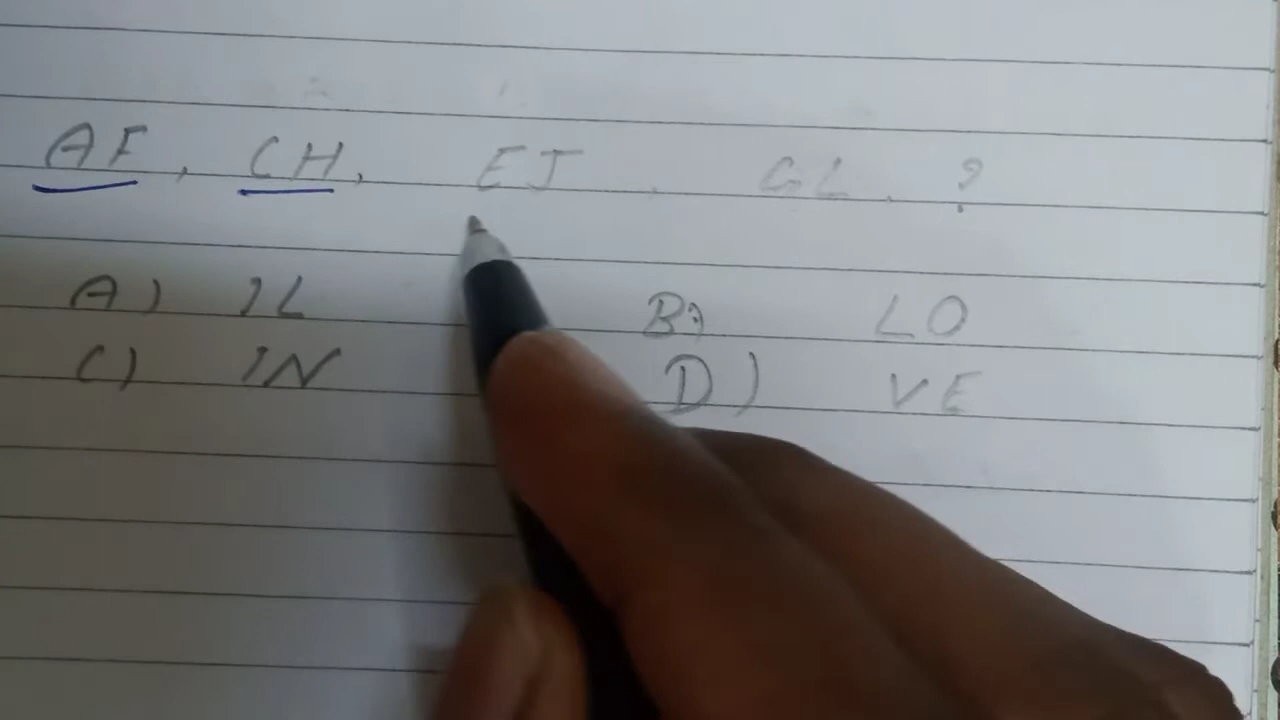 AF, CH, EJ, GL, ?
A) IL B) LO
C) IN D) VE